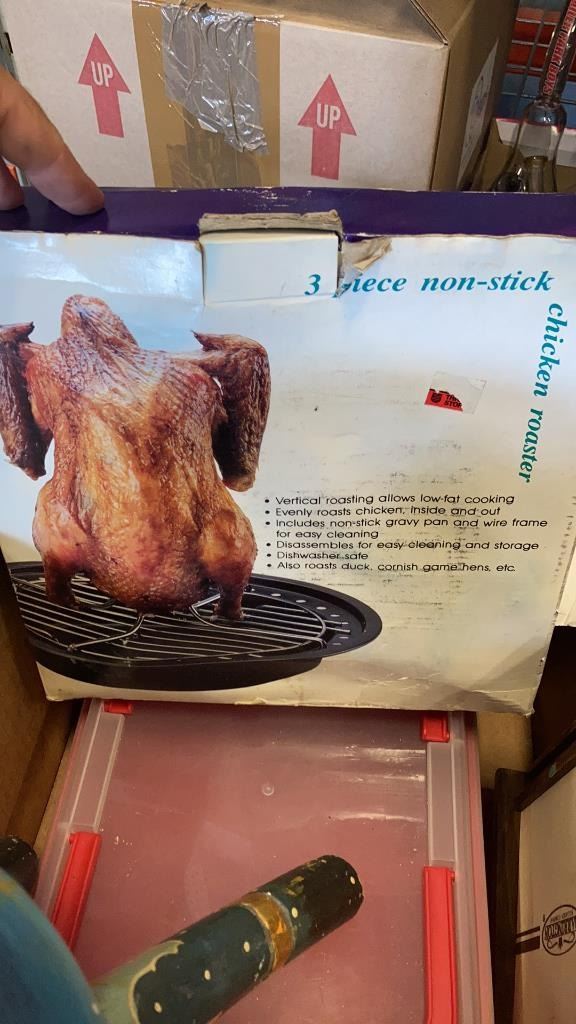 UP
UP
3 piece non-stick
chicken roaster
• Vertical roasting allows low-fat cooking
• Evenly roasts chicken, inside and out
• Includes non-stick gravy pan and wire frame
for easy cleaning
• Disassembles for easy cleaning and storage
• Dishwasher safe
• Also roasts duck, cornish game hens, etc.